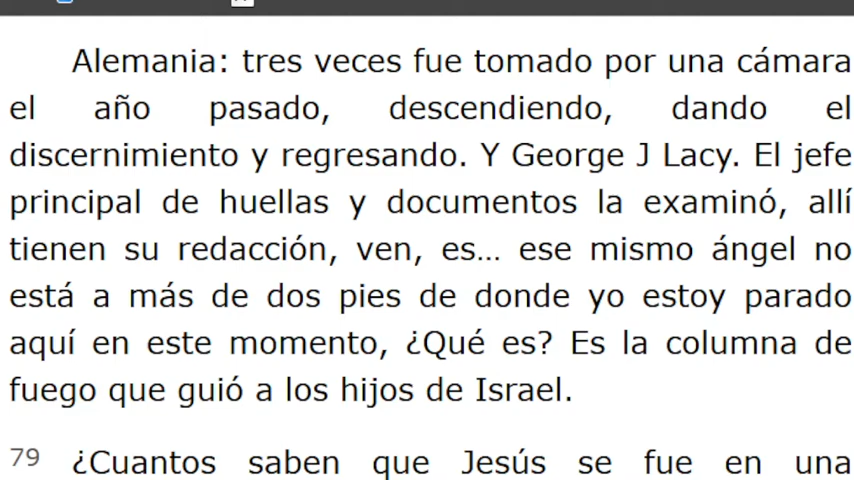 Alemania: tres veces fue tomado por una cámara
el año pasado, descendiendo, dando el
discernimiento y regresando. Y George J Lacy. El jefe
principal de huellas y documentos la examinó, allí
tienen su redacción, ven, es... ese mismo ángel no
está a más de dos pies de donde yo estoy parado
aquí en este momento, ¿Qué es? Es la columna de
fuego que guió a los hijos de Israel.
79 ¿Cuantos saben que Jesús se fue en una